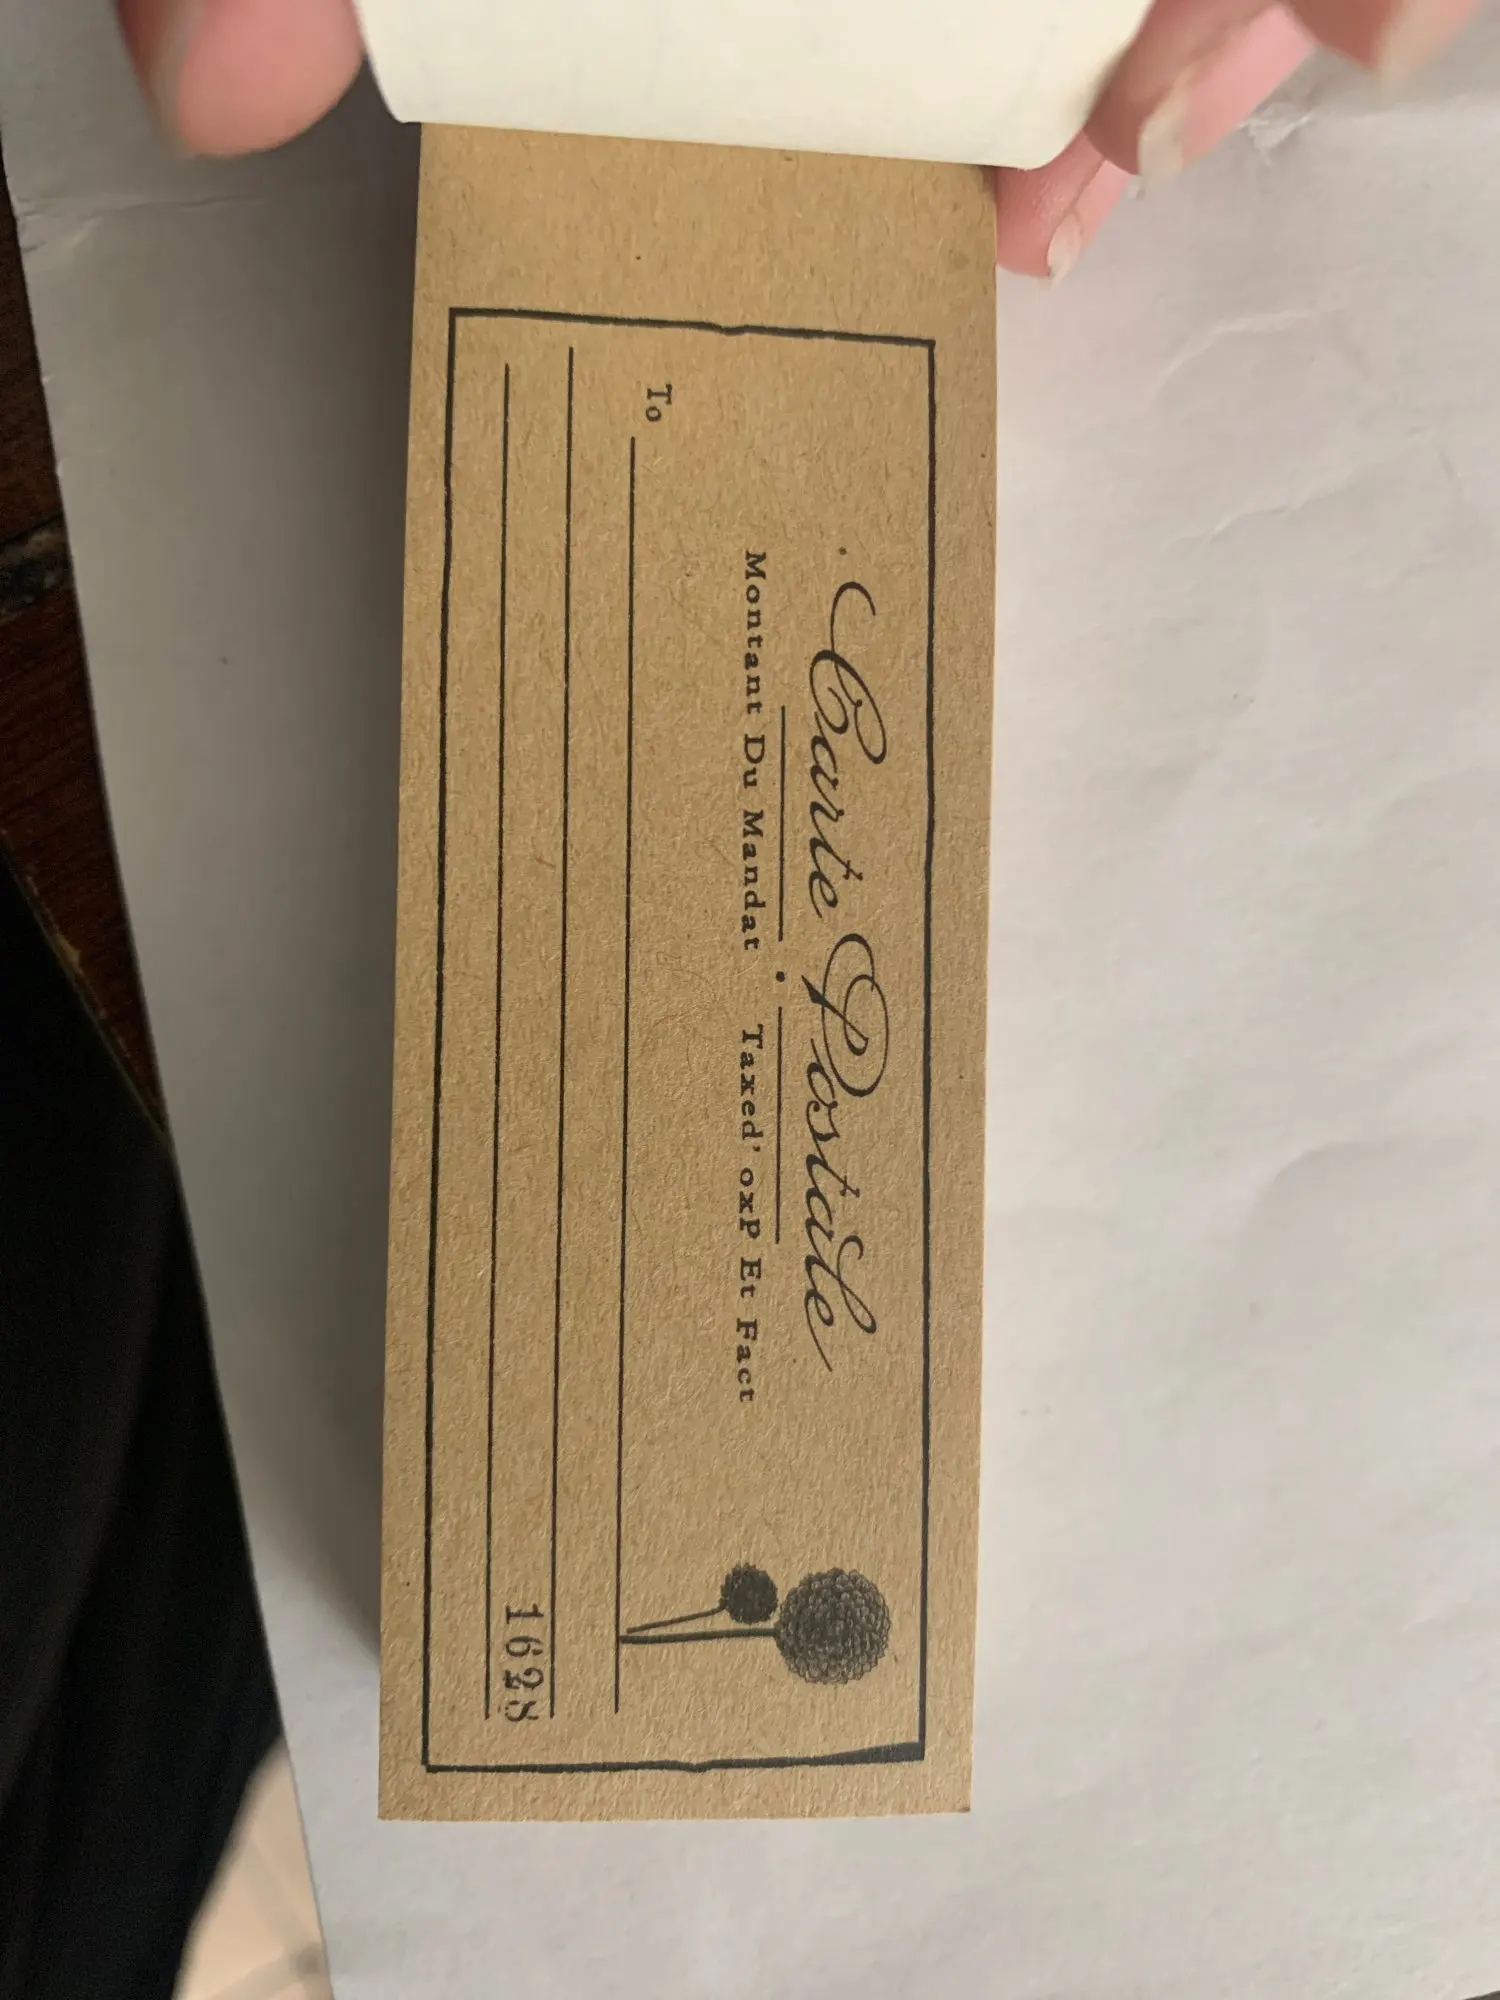 Carte Postale
Montant Du Mandat Taxed' oxP Et Fact
To
1628